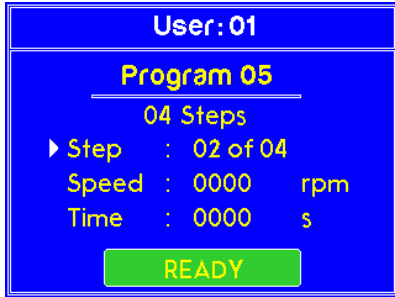 User: 01
Program 05
04 Steps
Step : 02 of 04
Speed : 0000 rpm
Time : 0000 s
READY